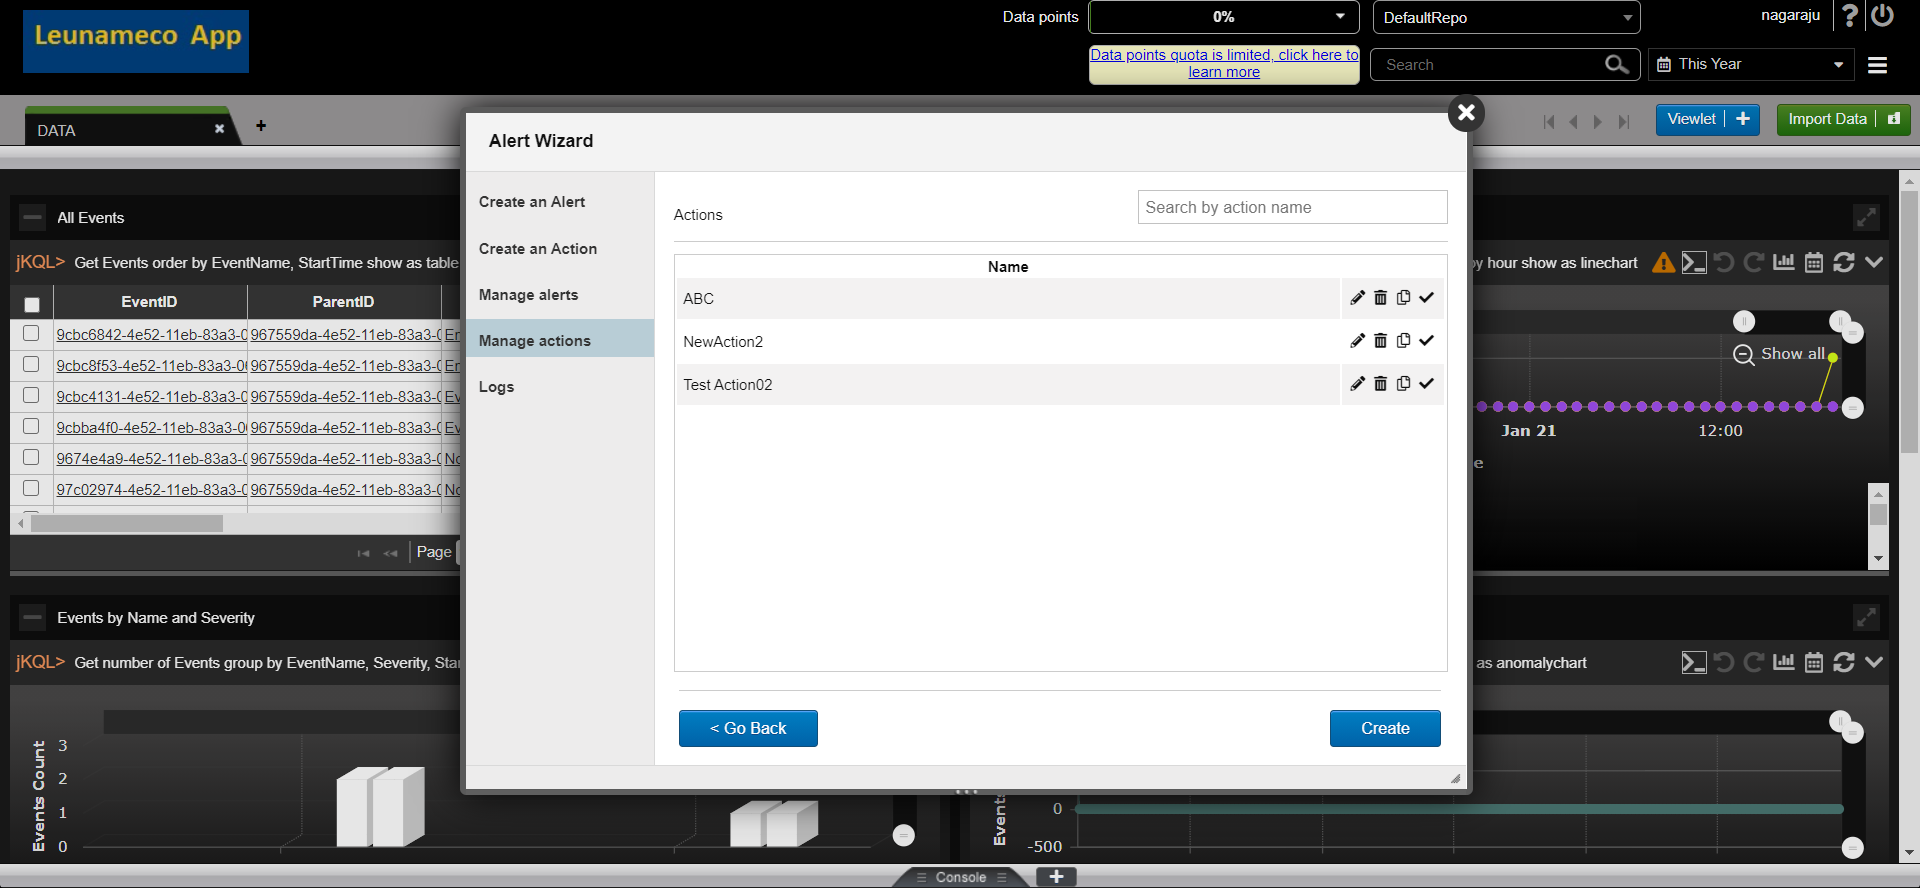 Leunameco App
Data points
0%
DefaultRepo
nagaraju
?
Data points quota is limited, click here to
learn more
Search
This Year
DATA
+
Viewlet +
Import Data
Alert Wizard
Create an Alert
Create an Action
Manage alerts
Manage actions
Logs
Actions
Search by action name
Name
ABC
NewAction2
Test Action02
< Go Back
Create
All Events
jKQL> Get Events order by EventName, StartTime show as table
EventID ParentID
9cbc6842-4e52-11eb-83a3-0 967559da-4e52-11eb-83a3-0 Er
9cbc8f53-4e52-11eb-83a3-0 967559da-4e52-11eb-83a3-0 Er
9cbc4131-4e52-11eb-83a3-0 967559da-4e52-11eb-83a3-0 Ev
9cbba4f0-4e52-11eb-83a3-0 967559da-4e52-11eb-83a3-0 Ev
9674e4a9-4e52-11eb-83a3-0 967559da-4e52-11eb-83a3-0 No
97c02974-4e52-11eb-83a3-0 967559da-4e52-11eb-83a3-0 No
Page
by hour show as linechart
Show all
Jan 21
12:00
e
Events by Name and Severity
jKQL> Get number of Events group by EventName, Severity, Sta
Events Count
3
2
1
0
as anomalychart
Events
0
-500
Console
+